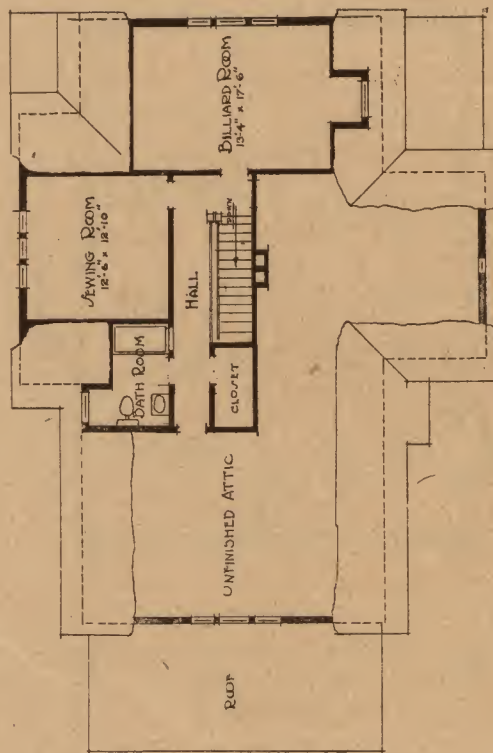 BILLIARD ROOM
13'-4" x 17'-6"
SEWING ROOM
12'-6" x 12'-10"
DOWN
HALL
BATH ROOM
CLOSET
UNFINISHED ATTIC
ROOF